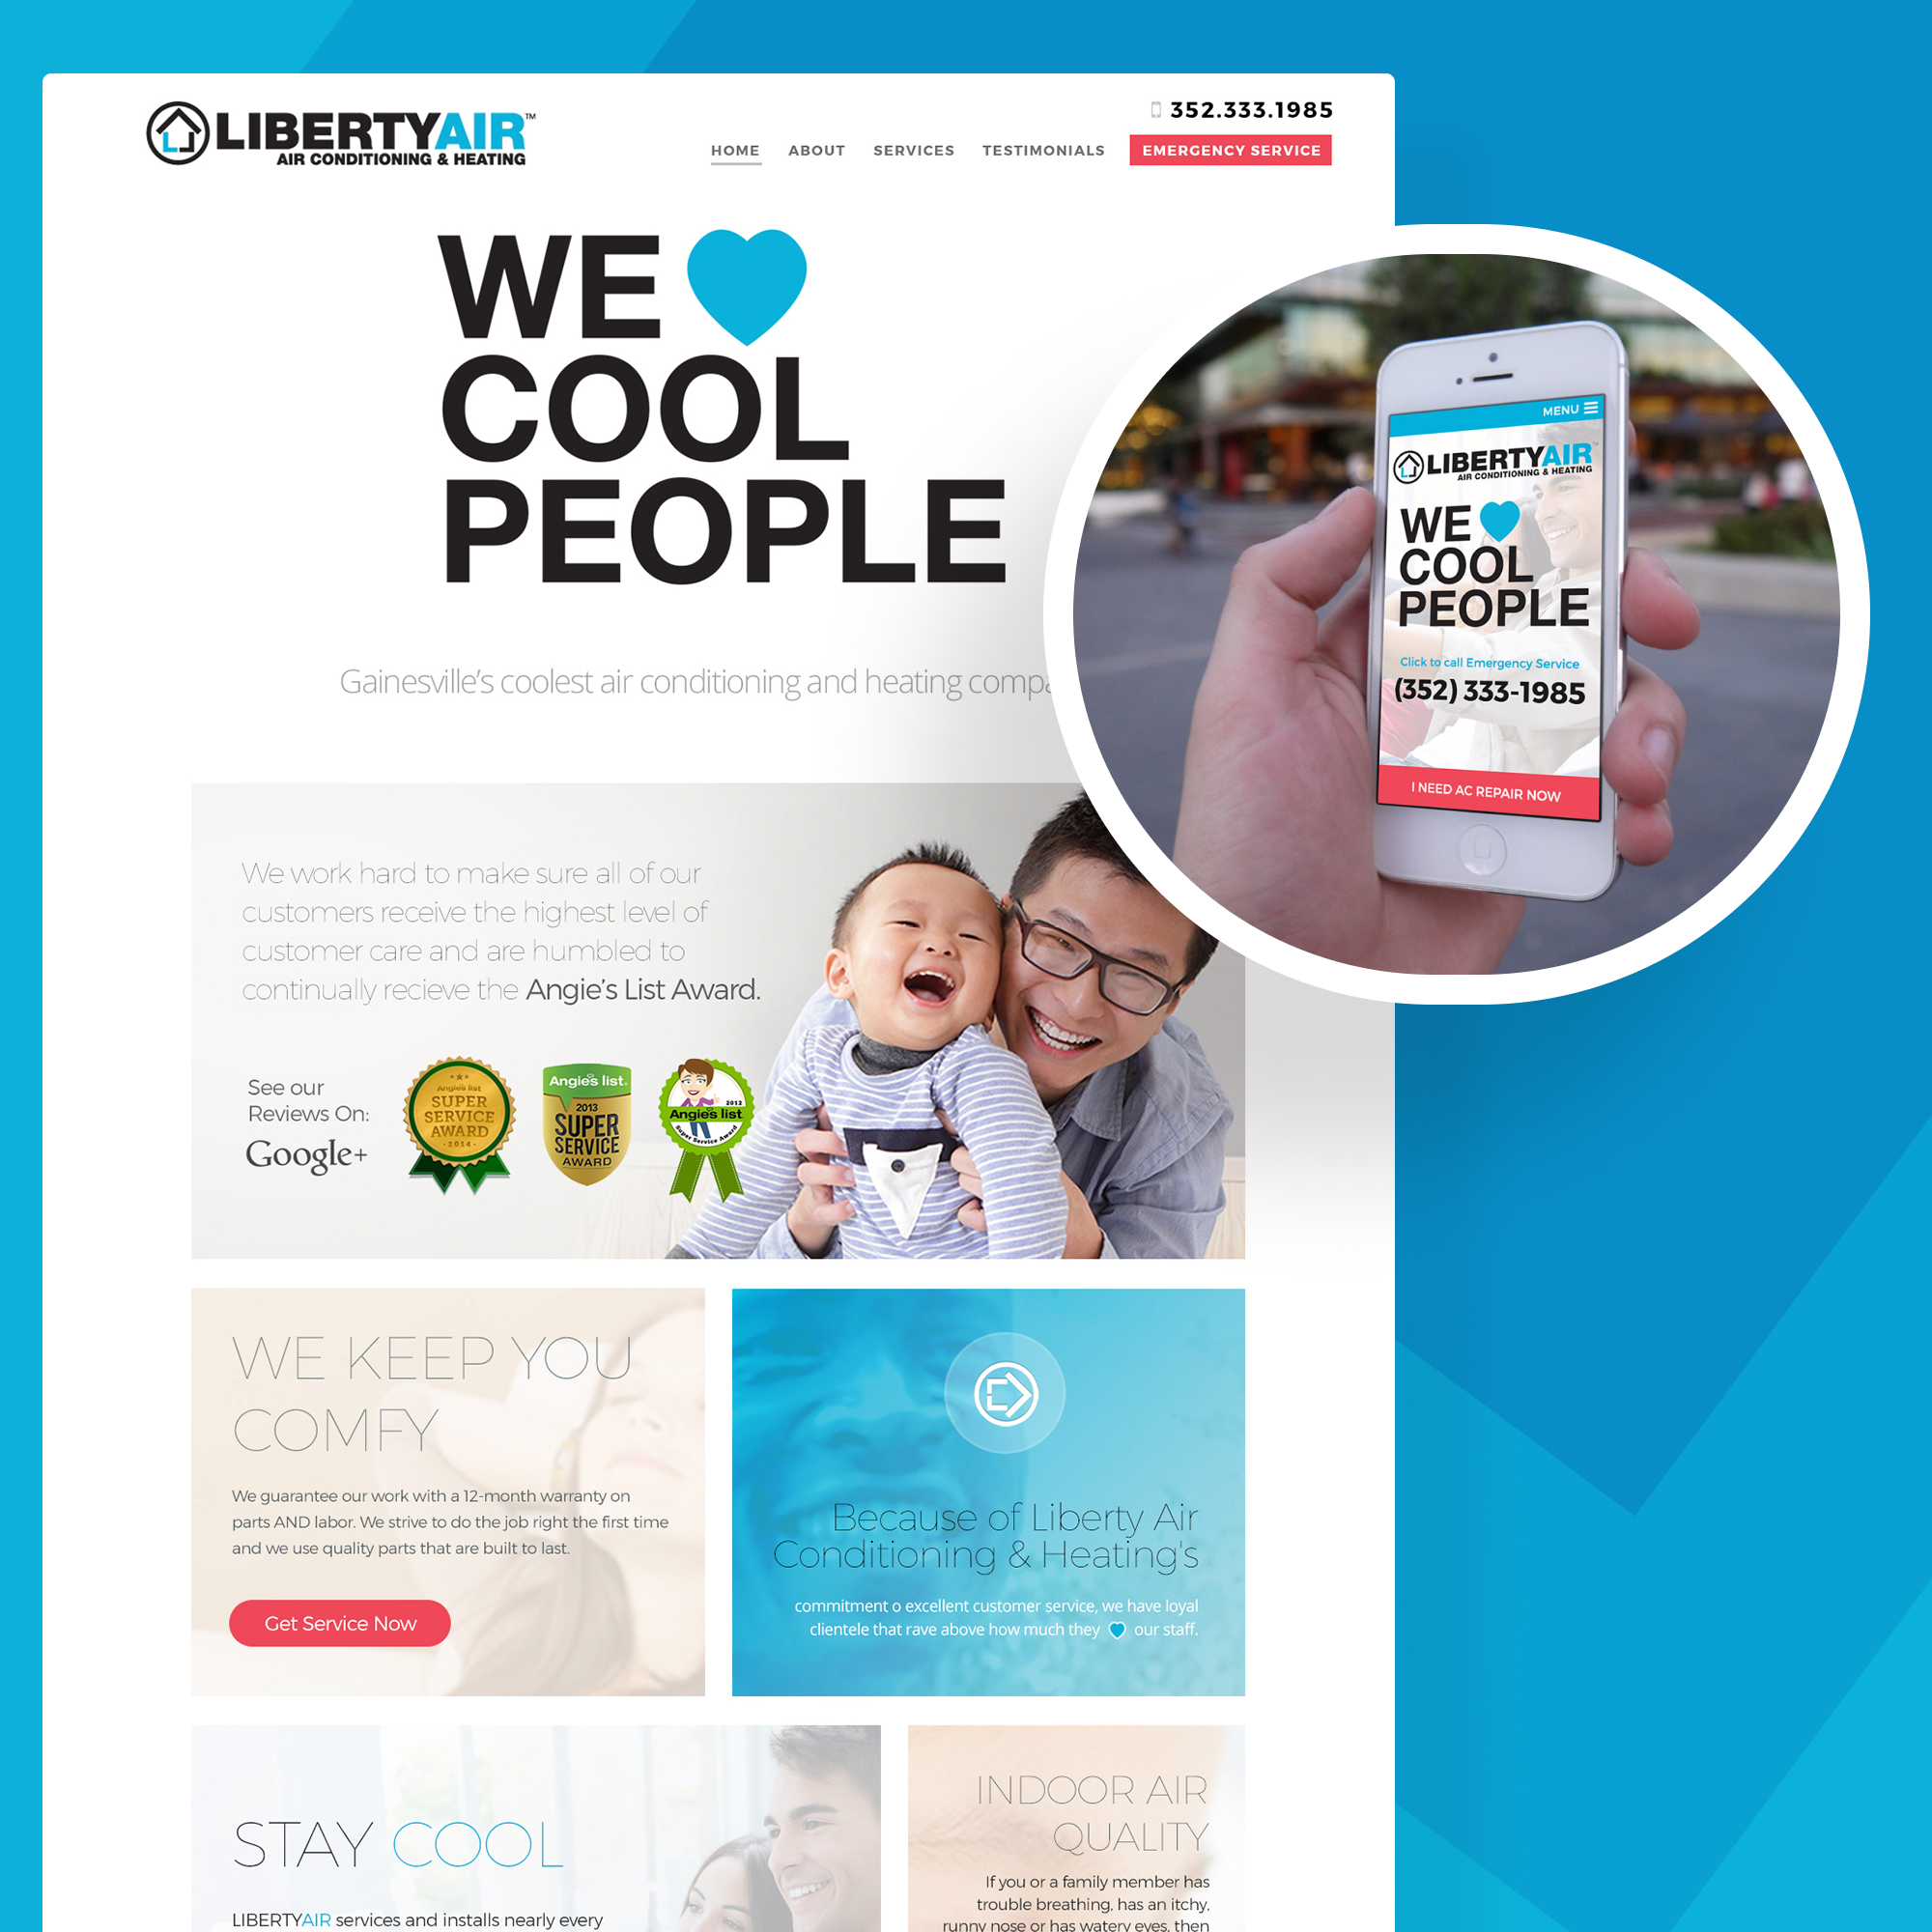 LIBERTYAIR™
AIR CONDITIONING & HEATING
352.333.1985
HOME ABOUT SERVICES TESTIMONIALS EMERGENCY SERVICE
WE
COOL
PEOPLE
Gainesville's coolest air conditioning and heating
MENU
LIBERTYAIR
AIR CONDITIONING & HEATING
WE
COOL
PEOPLE
Click to call Emergency Service
(352) 333-1985
I NEED AC REPAIR NOW
We work hard to make sure all of our
customers receive the highest level of
customer care and are humbled to
continually recieve the Angie's List Award.
See our
Reviews On:
Google+
Angie's list
SUPER
SERVICE
AWARD
2014
Angie's list
2013
SUPER
SERVICE
AWARD
2012
Angie's list
Super Service Award
WE KEEP YOU
COMFY
We guarantee our work with a 12-month warranty on
parts AND labor. We strive to do the job right the first time
and we use quality parts that are built to last.
Get Service Now
Because of Liberty Air
Conditioning & Heating's
commitment o excellent customer service, we have loyal
clientele that rave above how much they our staff.
STAY COOL
LIBERTYAIR services and installs nearly every
INDOOR AIR
QUALITY
If you or a family member has
trouble breathing, has an itchy,
runny nose or has watery eyes, then